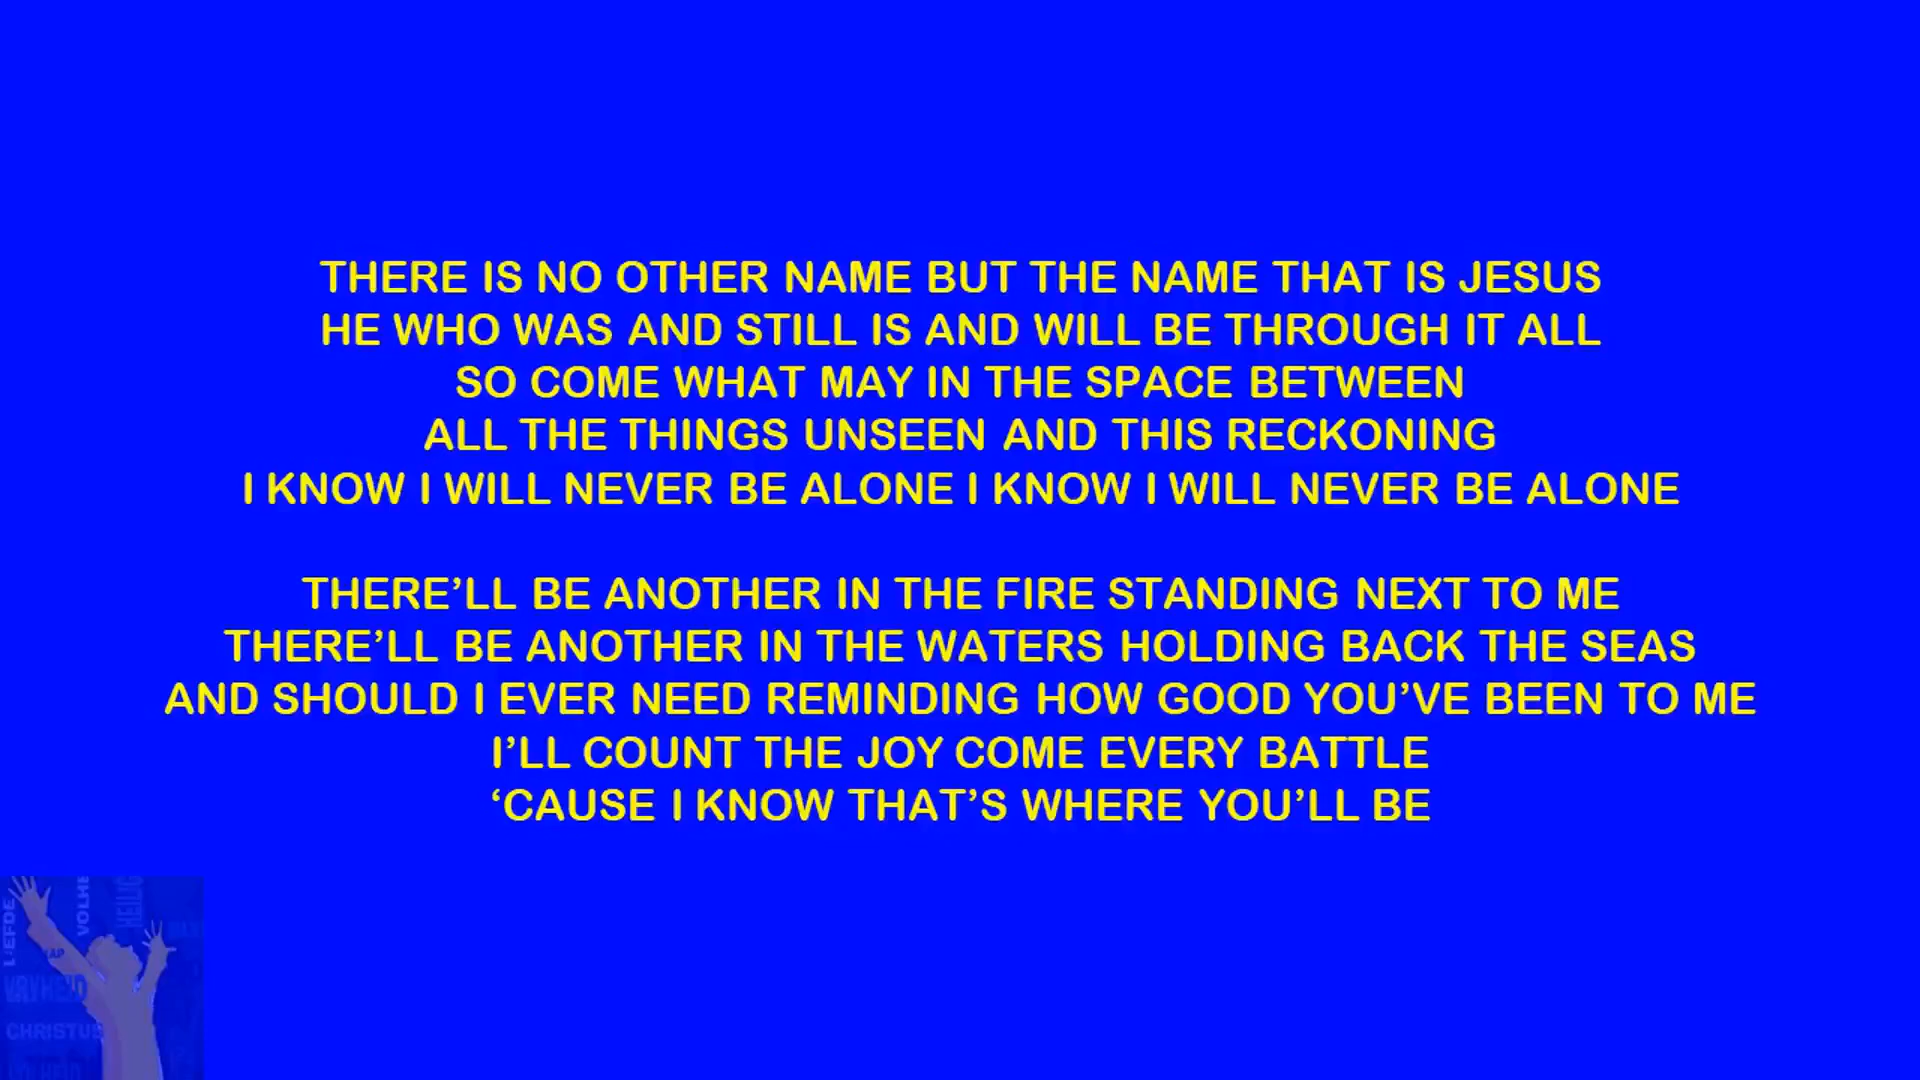 THERE IS NO OTHER NAME BUT THE NAME THAT IS JESUS
HE WHO WAS AND STILL IS AND WILL BE THROUGH IT ALL
SO COME WHAT MAY IN THE SPACE BETWEEN
ALL THE THINGS UNSEEN AND THIS RECKONING
I KNOW I WILL NEVER BE ALONE I KNOW I WILL NEVER BE ALONE
THERE’LL BE ANOTHER IN THE FIRE STANDING NEXT TO ME
THERE’LL BE ANOTHER IN THE WATERS HOLDING BACK THE SEAS
AND SHOULD I EVER NEED REMINDING HOW GOOD YOU’VE BEEN TO ME
I’LL COUNT THE JOY COME EVERY BATTLE
‘CAUSE I KNOW THAT’S WHERE YOU’LL BE
LIEFDE
VOLHE
HEILIG
VRYHEID
CHRISTUS